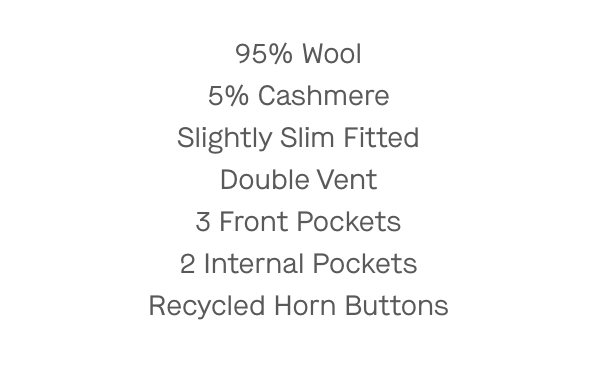 95% Wool
5% Cashmere
Slightly Slim Fitted
Double Vent
3 Front Pockets
2 Internal Pockets
Recycled Horn Buttons